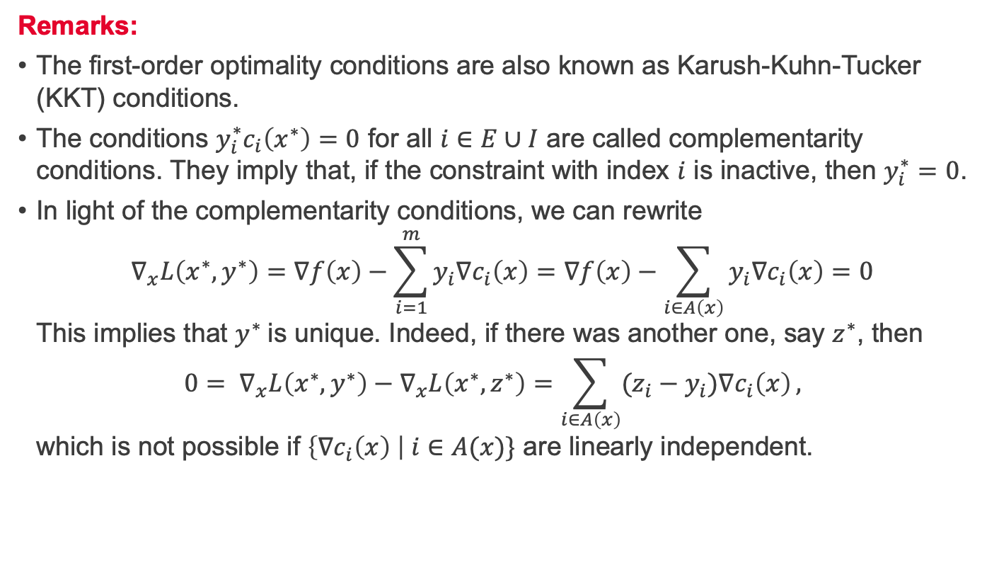 Remarks:
• The first-order optimality conditions are also known as Karush-Kuhn-Tucker
(KKT) conditions.
• The conditions $y_i^* c_i(x^*) = 0$ for all $i \in E \cup I$ are called complementarity
conditions. They imply that, if the constraint with index $i$ is inactive, then $y_i^* = 0$.
• In light of the complementarity conditions, we can rewrite
$\nabla_x L(x^*, y^*) = \nabla f(x) - \sum_{i=1}^{m} y_i \nabla c_i(x) = \nabla f(x) - \sum_{i \in A(x)} y_i \nabla c_i(x) = 0$
This implies that $y^*$ is unique. Indeed, if there was another one, say $z^*$, then
$0 = \nabla_x L(x^*, y^*) - \nabla_x L(x^*, z^*) = \sum_{i \in A(x)} (z_i - y_i) \nabla c_i(x),$
which is not possible if $\{\nabla c_i(x) \mid i \in A(x)\}$ are linearly independent.